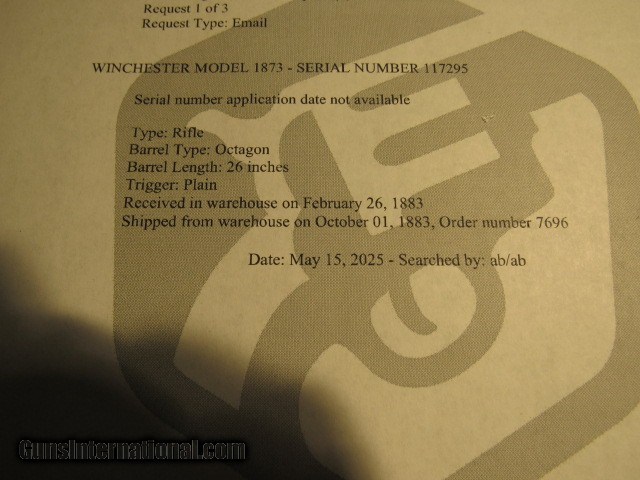 Request 1 of 3
Request Type: Email
WINCHESTER MODEL 1873 - SERIAL NUMBER 117295
Serial number application date not available
Type: Rifle
Barrel Type: Octagon
Barrel Length: 26 inches
Trigger: Plain
Received in warehouse on February 26, 1883
Shipped from warehouse on October 01, 1883, Order number 7696
Date: May 15, 2025 - Searched by: ab/ab
GunsInternational.com